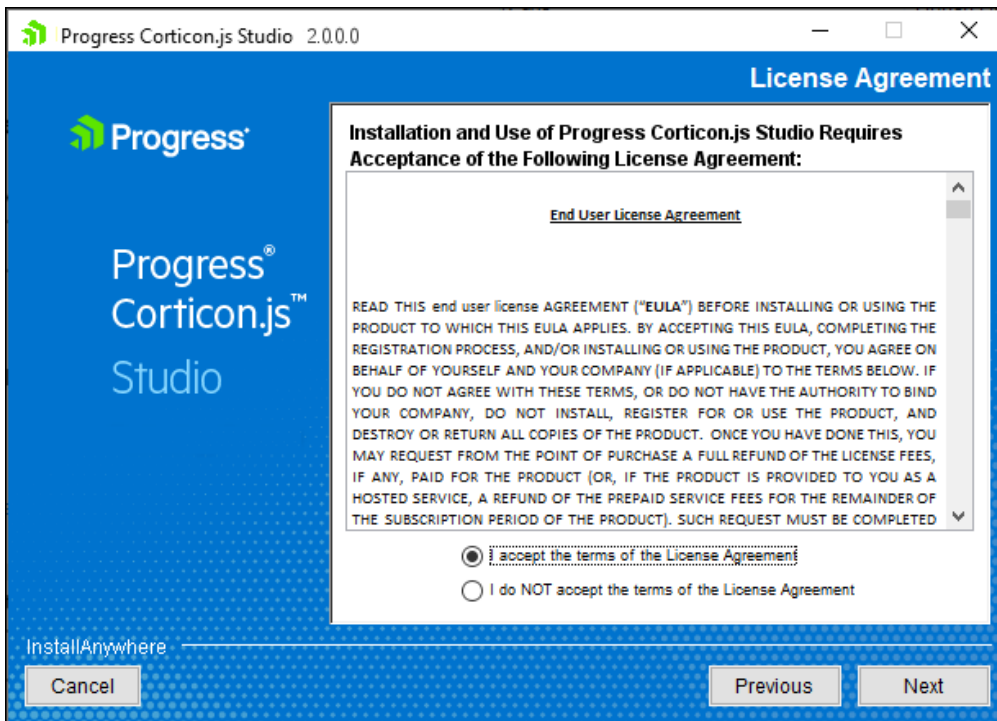 Progress Corticon.js Studio 2.0.0.0
License Agreement
Progress
Progress®
Corticon.js™
Studio
Installation and Use of Progress Corticon.js Studio Requires
Acceptance of the Following License Agreement:
End User License Agreement
READ THIS end user license AGREEMENT (“EULA”) BEFORE INSTALLING OR USING THE
PRODUCT TO WHICH THIS EULA APPLIES. BY ACCEPTING THIS EULA, COMPLETING THE
REGISTRATION PROCESS, AND/OR INSTALLING OR USING THE PRODUCT, YOU AGREE ON
BEHALF OF YOURSELF AND YOUR COMPANY (IF APPLICABLE) TO THE TERMS BELOW. IF
YOU DO NOT AGREE WITH THESE TERMS, OR DO NOT HAVE THE AUTHORITY TO BIND
YOUR COMPANY, DO NOT INSTALL, REGISTER FOR OR USE THE PRODUCT, AND
DESTROY OR RETURN ALL COPIES OF THE PRODUCT. ONCE YOU HAVE DONE THIS, YOU
MAY REQUEST FROM THE POINT OF PURCHASE A FULL REFUND OF THE LICENSE FEES,
IF ANY, PAID FOR THE PRODUCT (OR, IF THE PRODUCT IS PROVIDED TO YOU AS A
HOSTED SERVICE, A REFUND OF THE PREPAID SERVICE FEES FOR THE REMAINDER OF
THE SUBSCRIPTION PERIOD OF THE PRODUCT). SUCH REQUEST MUST BE COMPLETED
I accept the terms of the License Agreement
I do NOT accept the terms of the License Agreement
InstallAnywhere
Cancel
Previous
Next